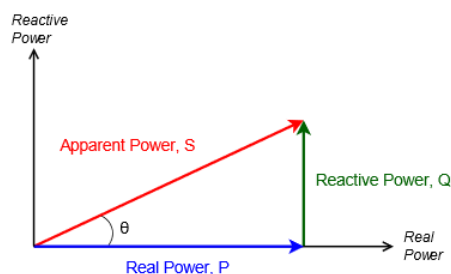 Reactive
Power
Apparent Power, S
Reactive Power, Q
θ
Real
Power
Real Power, P